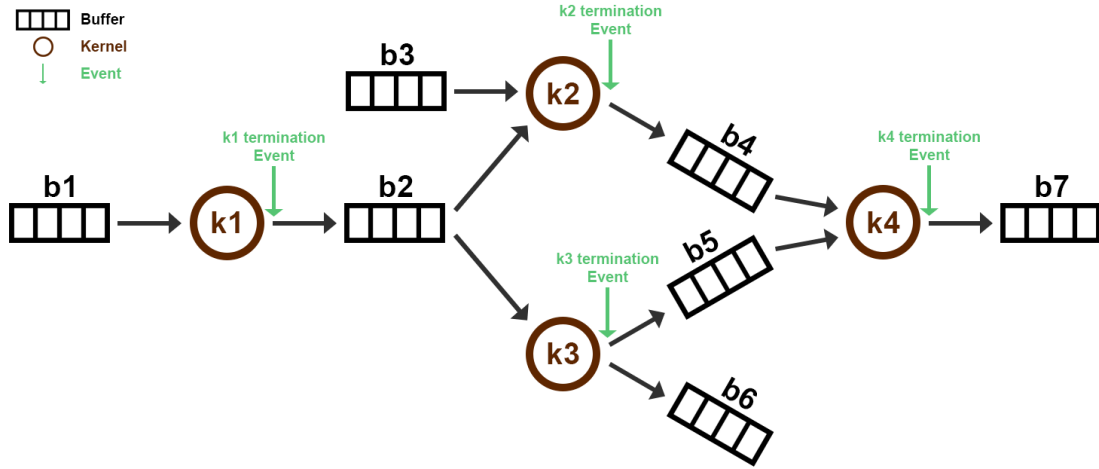 Buffer
Kernel
Event
k2 termination
Event
b3
k2
k1 termination
Event
b4
k4 termination
Event
b1
b2
b7
k1
k4
b5
k3 termination
Event
k3
b6